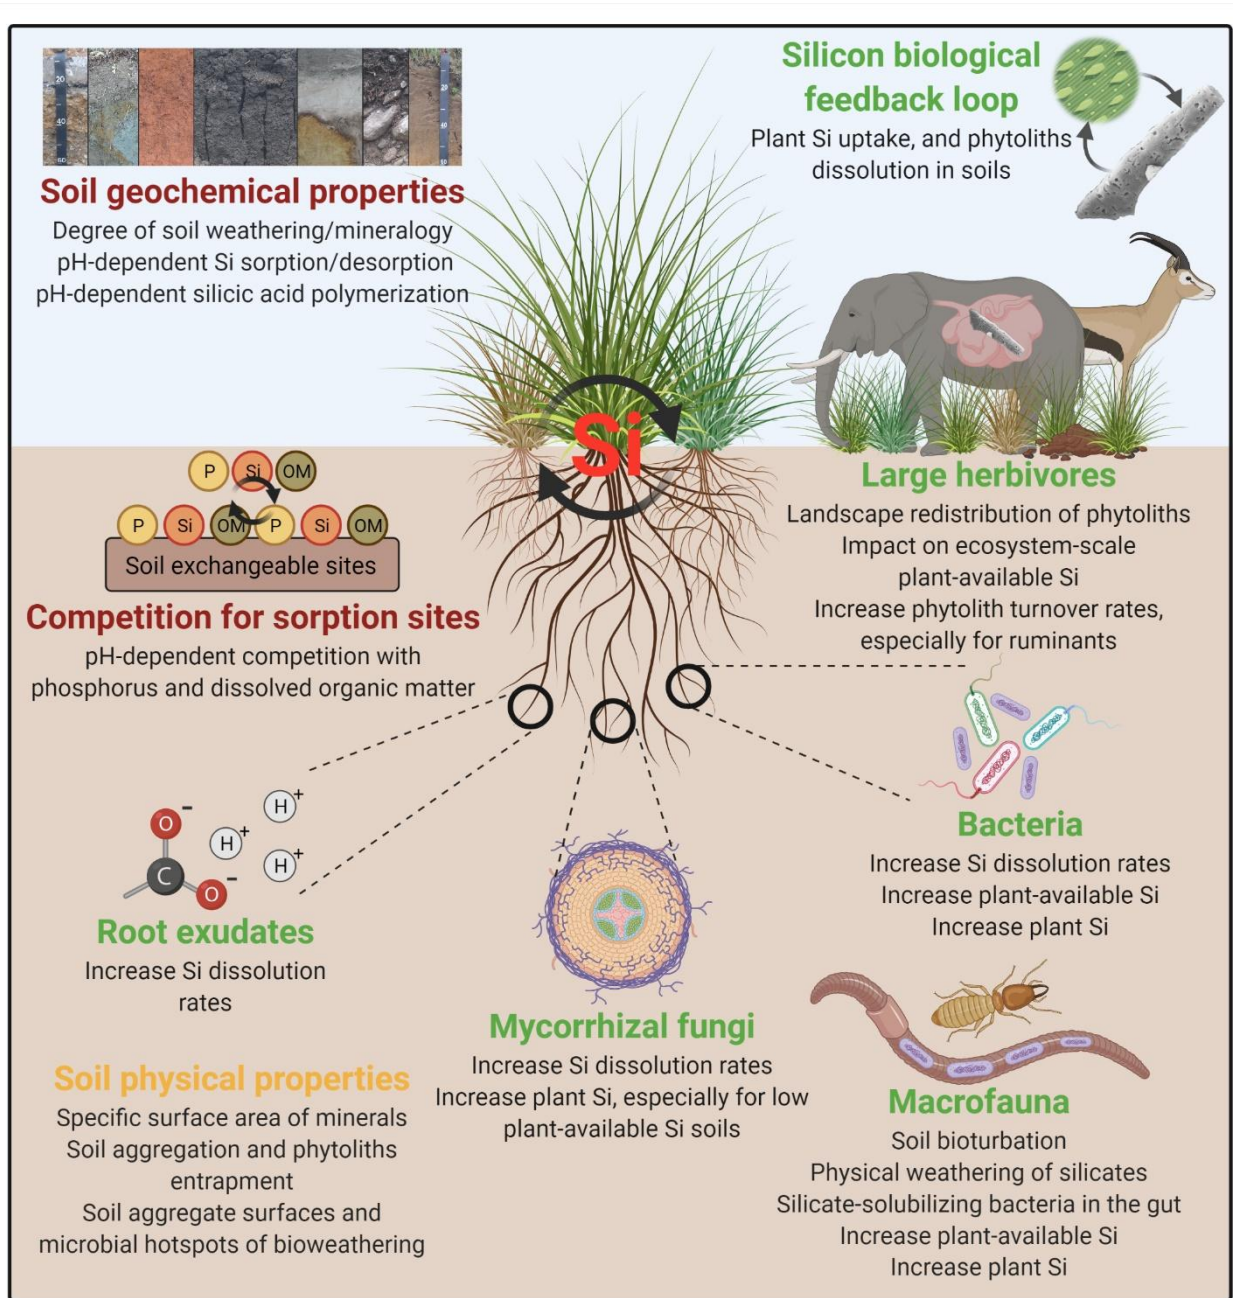 Soil geochemical properties
Degree of soil weathering/mineralogy
pH-dependent Si sorption/desorption
pH-dependent silicic acid polymerization
Silicon biological
feedback loop
Plant Si uptake, and phytoliths
dissolution in soils
Si
P Si OM
P Si OM P Si OM
Soil exchangeable sites
Competition for sorption sites
pH-dependent competition with
phosphorus and dissolved organic matter
Large herbivores
Landscape redistribution of phytoliths
Impact on ecosystem-scale
plant-available Si
Increase phytolith turnover rates,
especially for ruminants
O -
C
O -
H +
H +
H +
Root exudates
Increase Si dissolution
rates
Bacteria
Increase Si dissolution rates
Increase plant-available Si
Increase plant Si
Mycorrhizal fungi
Increase Si dissolution rates
Increase plant Si, especially for low
plant-available Si soils
Soil physical properties
Specific surface area of minerals
Soil aggregation and phytoliths
entrapment
Soil aggregate surfaces and
microbial hotspots of bioweathering
Macrofauna
Soil bioturbation
Physical weathering of silicates
Silicate-solubilizing bacteria in the gut
Increase plant-available Si
Increase plant Si